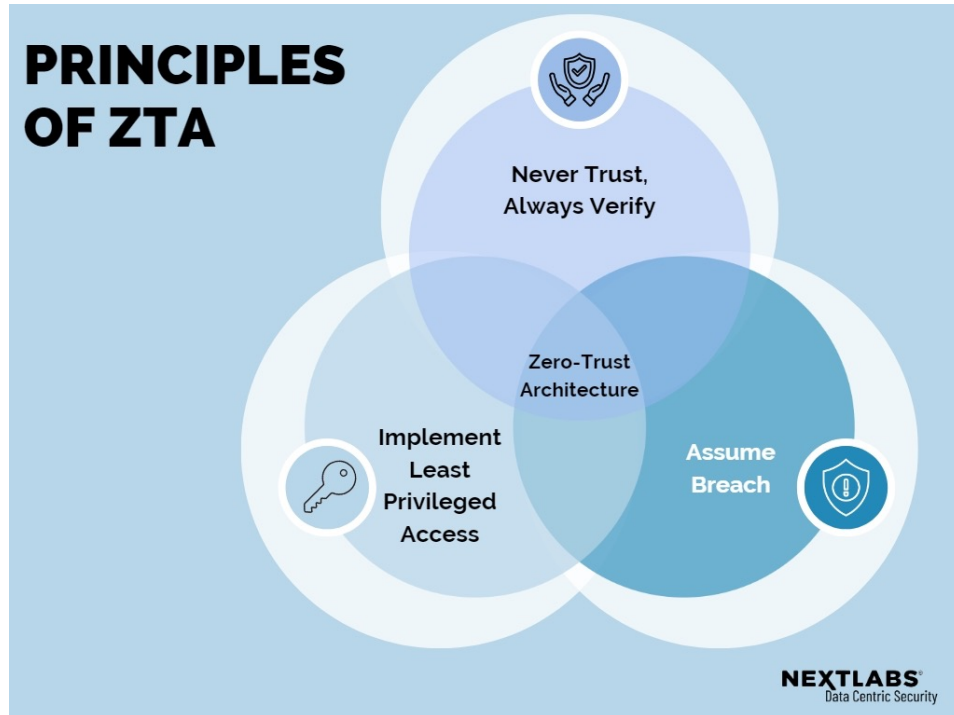 PRINCIPLES
OF ZTA
Never Trust,
Always Verify
Zero-Trust
Architecture
Implement
Least
Privileged
Access
Assume
Breach
NEXTLABS®
Data Centric Security